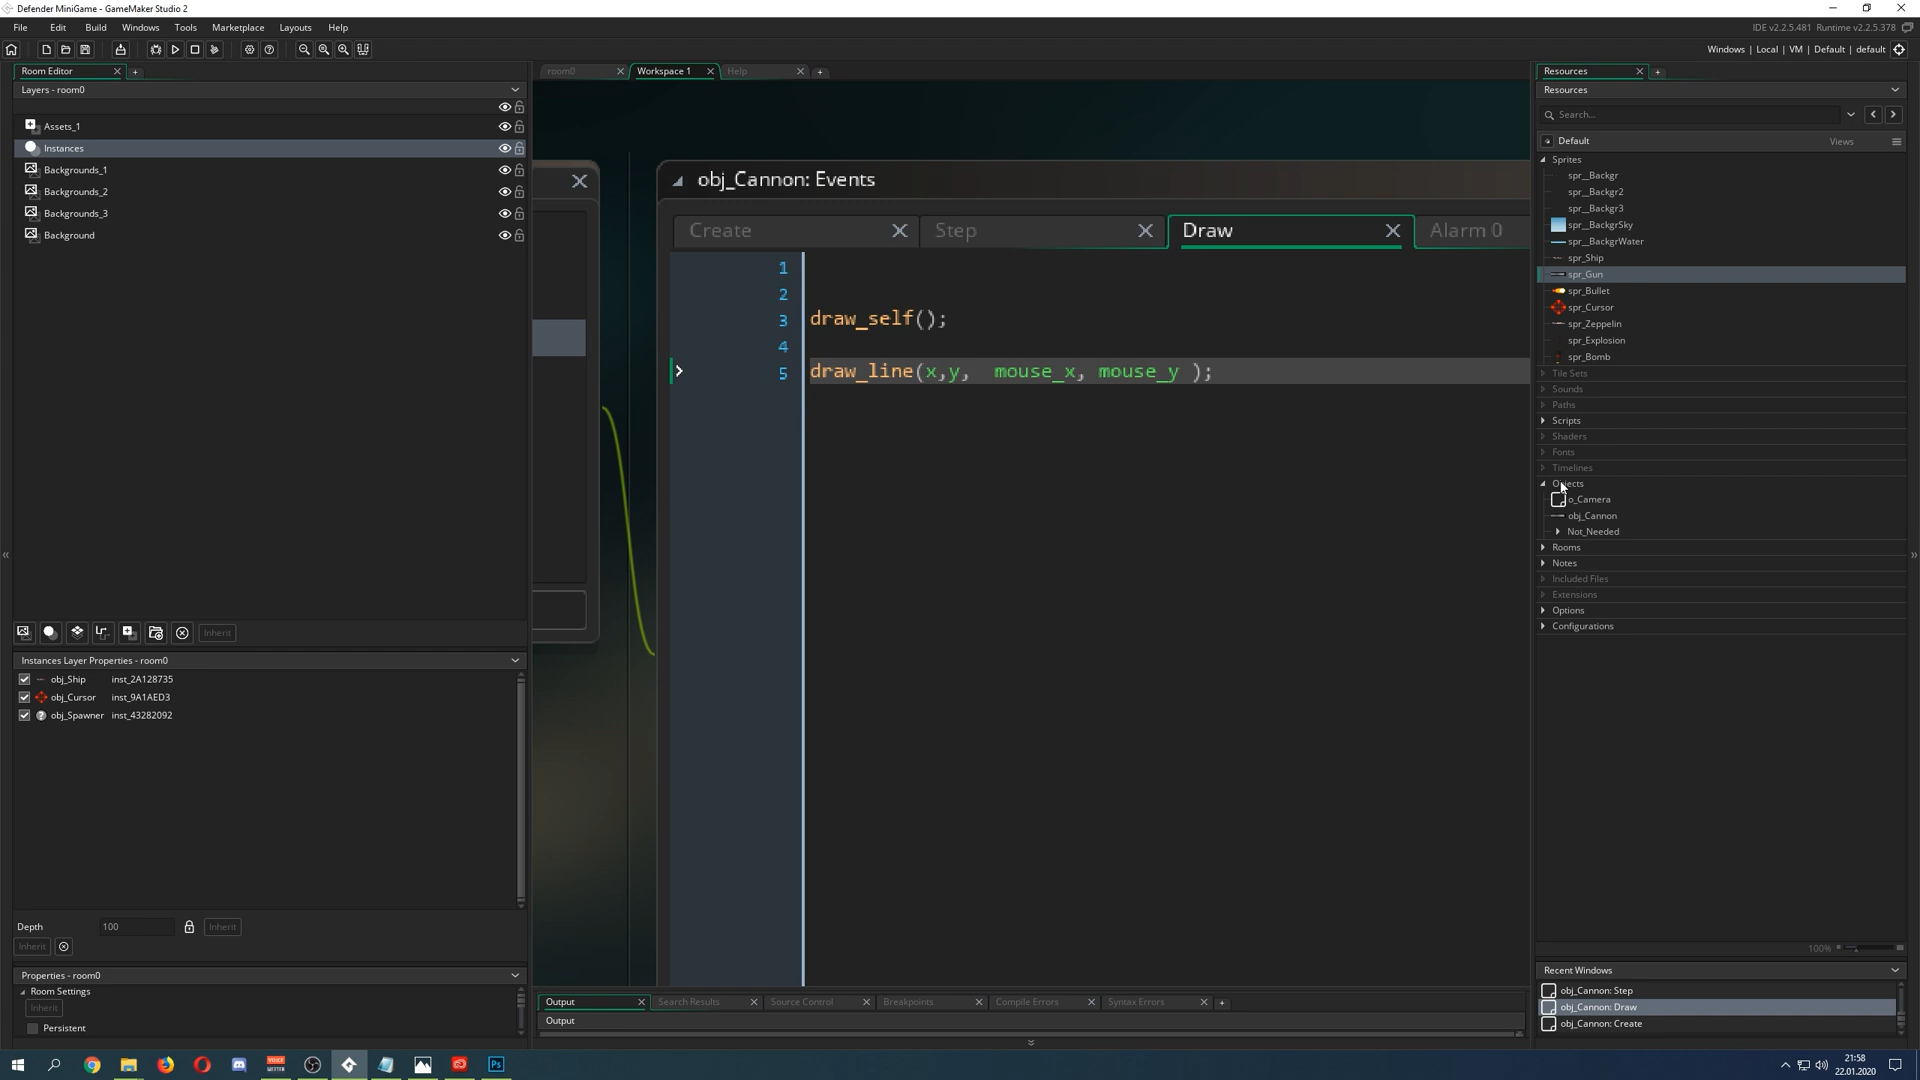 Defender MiniGame - GameMaker Studio 2
File Edit Build Windows Tools Marketplace Layouts Help
IDE v2.2.5.481 Runtime v2.2.5.378
Windows | Local | VM | Default | default
Room Editor
Layers - room0
Assets_1
Instances
Backgrounds_1
Backgrounds_2
Backgrounds_3
Background
Inherit
Instances Layer Properties - room0
obj_Ship inst_2A128735
obj_Cursor inst_9A1AED3
obj_Spawner inst_43282092
Depth 100 Inherit
Inherit
Properties - room0
Room Settings
Inherit
Persistent
room0 Workspace 1 Help
obj_Cannon: Events
Create Step Draw Alarm 0
1
2
3 draw_self();
4
5 draw_line(x,y, mouse_x, mouse_y );
Output Search Results Source Control Breakpoints Compile Errors Syntax Errors
Output
Resources
Resources
Search...
Default Views
Sprites
spr__Backgr
spr__Backgr2
spr__Backgr3
spr__BackgrSky
spr__BackgrWater
spr_Ship
spr_Gun
spr_Bullet
spr_Cursor
spr_Zeppelin
spr_Explosion
spr_Bomb
Tile Sets
Sounds
Paths
Scripts
Shaders
Fonts
Timelines
Objects
o_Camera
obj_Cannon
Not_Needed
Rooms
Notes
Included Files
Extensions
Options
Configurations
100%
Recent Windows
obj_Cannon: Step
obj_Cannon: Draw
obj_Cannon: Create
Ps
21:58
22.01.2020